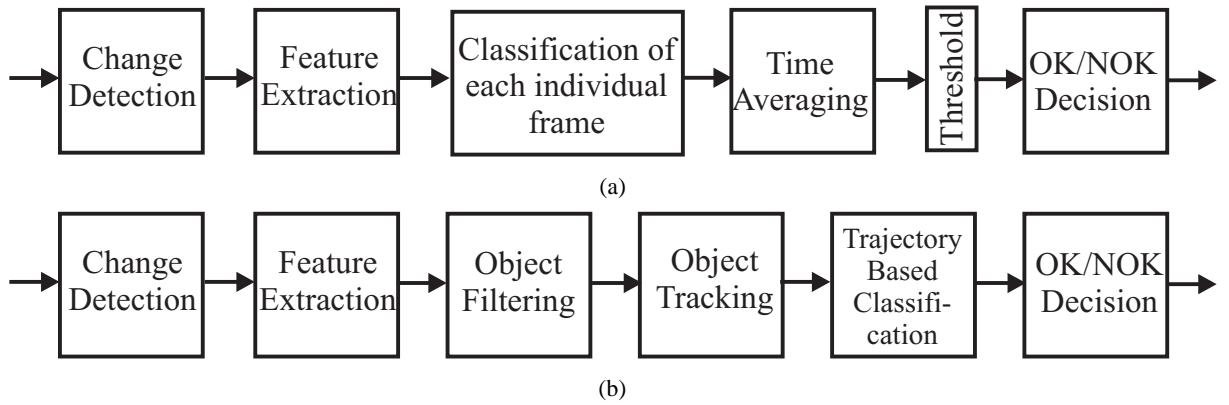 Change
Detection
Feature
Extraction
Classification of
each individual
frame
Time
Averaging
Threshold
OK/NOK
Decision
(a)
Change
Detection
Feature
Extraction
Object
Filtering
Object
Tracking
Trajectory
Based
Classifi-
cation
OK/NOK
Decision
(b)